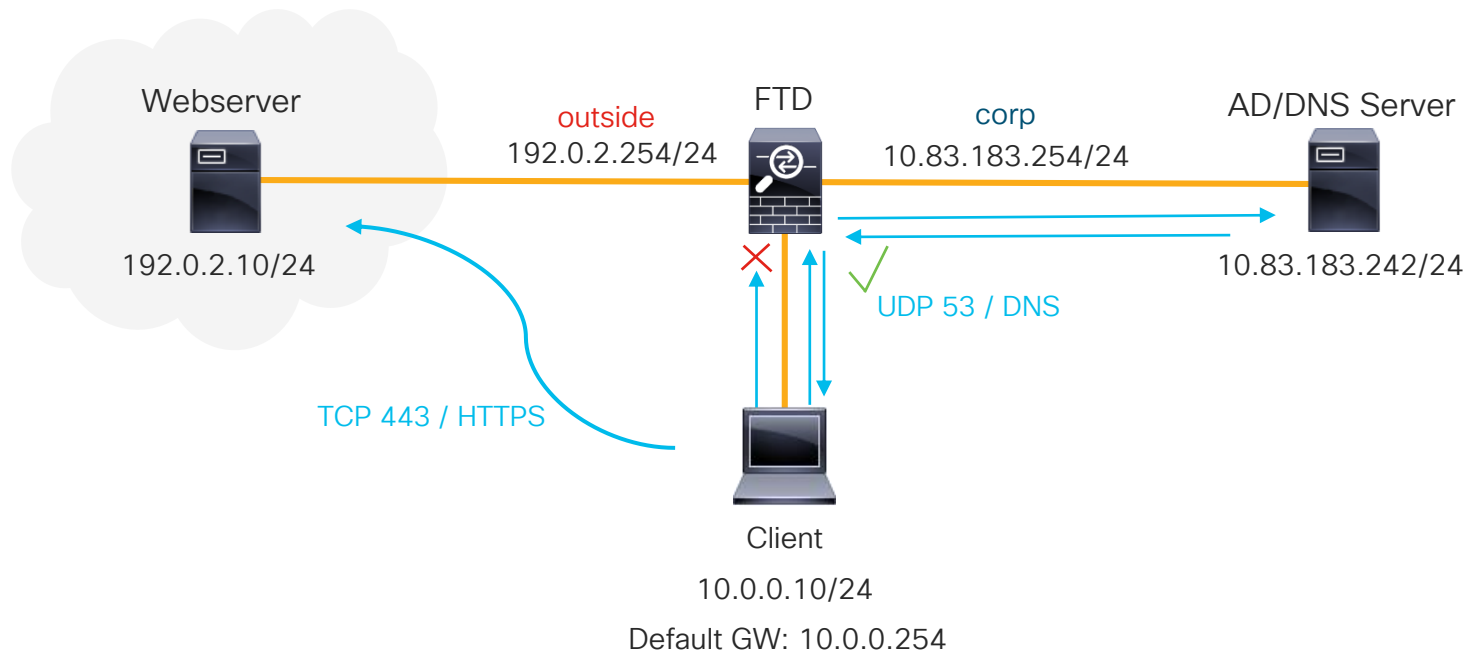 Webserver
192.0.2.10/24
outside
192.0.2.254/24
FTD
corp
10.83.183.254/24
AD/DNS Server
10.83.183.242/24
UDP 53 / DNS
TCP 443 / HTTPS
Client
10.0.0.10/24
Default GW: 10.0.0.254